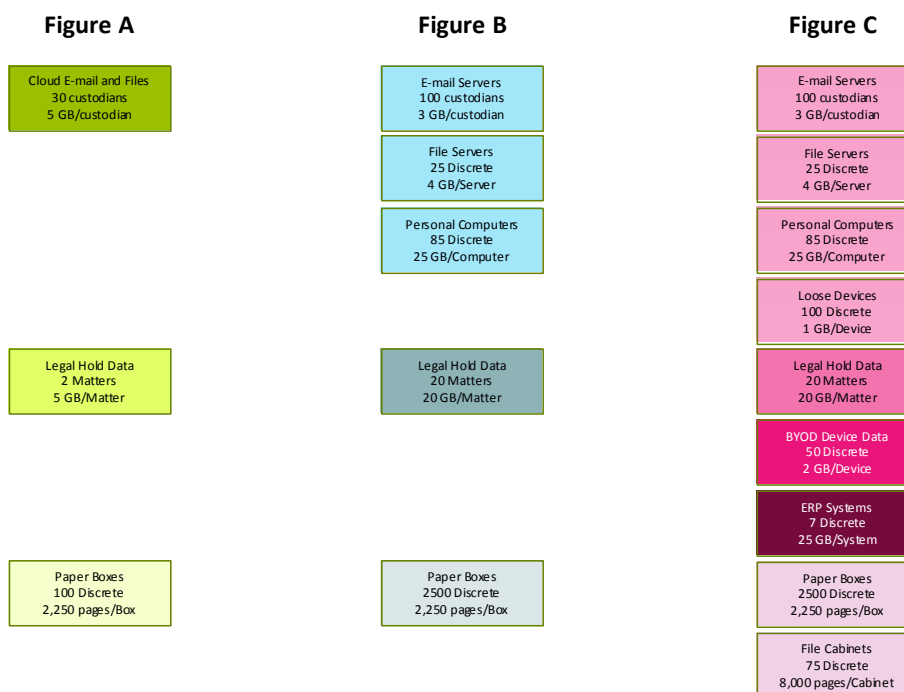 Figure A
Cloud E-mail and Files
30 custodians
5 GB/custodian
Legal Hold Data
2 Matters
5 GB/Matter
Paper Boxes
100 Discrete
2,250 pages/Box
Figure B
E-mail Servers
100 custodians
3 GB/custodian
File Servers
25 Discrete
4 GB/Server
Personal Computers
85 Discrete
25 GB/Computer
Legal Hold Data
20 Matters
20 GB/Matter
Paper Boxes
2500 Discrete
2,250 pages/Box
Figure C
E-mail Servers
100 custodians
3 GB/custodian
File Servers
25 Discrete
4 GB/Server
Personal Computers
85 Discrete
25 GB/Computer
Loose Devices
100 Discrete
1 GB/Device
Legal Hold Data
20 Matters
20 GB/Matter
BYOD Device Data
50 Discrete
2 GB/Device
ERP Systems
7 Discrete
25 GB/System
Paper Boxes
2500 Discrete
2,250 pages/Box
File Cabinets
75 Discrete
8,000 pages/Cabinet